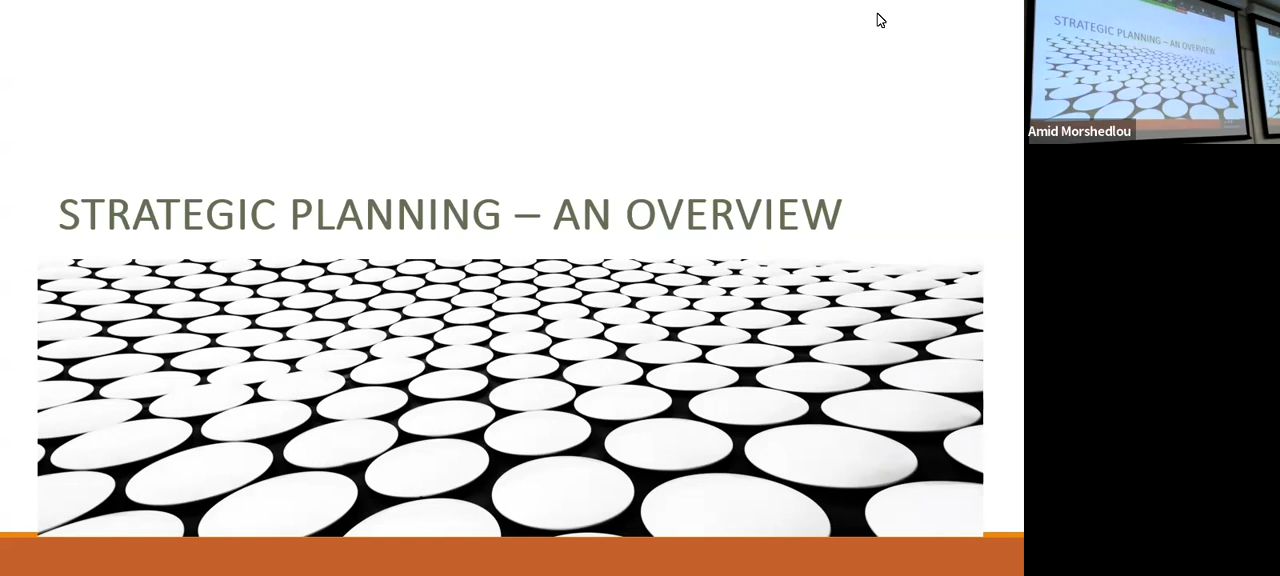 STRATEGIC PLANNING – AN OVERVIEW
STRATEGIC PLANNING – AN OVERVIEW
Amid Morshedlou